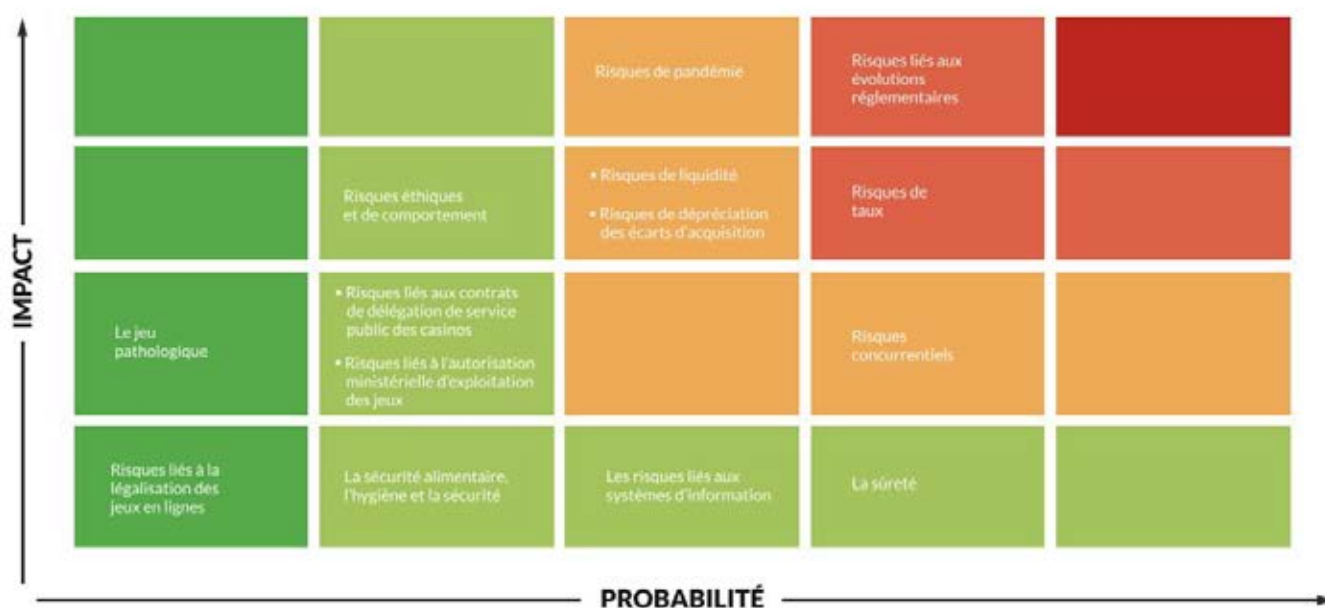 IMPACT
Risques de pandémie
Risques liés aux
évolutions
réglementaires
Risques éthiques
et de comportement
• Risques de liquidité
• Risques de dépréciation
des écarts d'acquisition
Risques de
taux
Le jeu
pathologique
• Risques liés aux contrats
de délégation de service
public des casinos
• Risques liés à l'autorisation
ministérielle d'exploitation
des jeux
Risques
concurrentiels
Risques liés à la
légalisation des
jeux en lignes
La sécurité alimentaire,
l'hygiène et la sécurité
Les risques liés aux
systèmes d'information
La sûreté
PROBABILITÉ